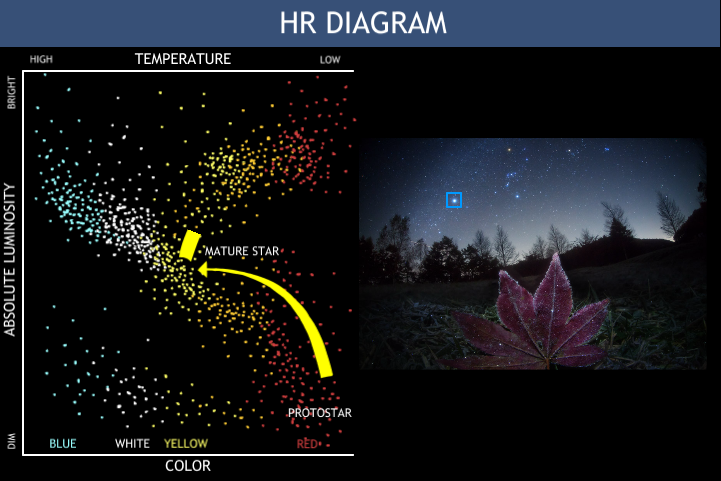 HR DIAGRAM
HIGH
TEMPERATURE
LOW
BRIGHT
ABSOLUTE LUMINOSITY
MATURE STAR
PROTOSTAR
DIM
BLUE
WHITE
YELLOW
RED
COLOR